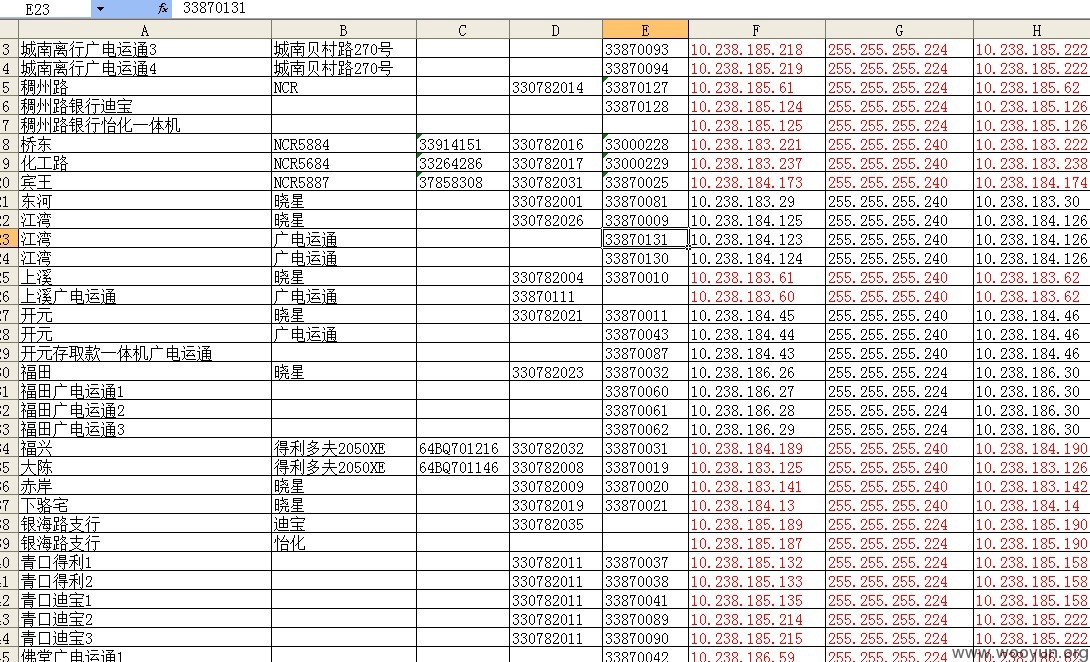 E23 fx 33870131
A B C D E F G H
3 城南离行广电运通3 城南贝村路270号 33870093 10.238.185.218 255.255.255.224 10.238.185.222
4 城南离行广电运通4 城南贝村路270号 33870094 10.238.185.219 255.255.255.224 10.238.185.222
5 稠州路 NCR 330782014 33870127 10.238.185.61 255.255.255.224 10.238.185.62
6 稠州路银行迪宝 33870128 10.238.185.124 255.255.255.224 10.238.185.126
7 稠州路银行怡化一体机 10.238.185.125 255.255.255.224 10.238.185.126
8 桥东 NCR5884 33914151 330782016 33000228 10.238.183.221 255.255.255.240 10.238.183.222
9 化工路 NCR5684 33264286 330782017 33000229 10.238.183.237 255.255.255.240 10.238.183.238
20 宾王 NCR5887 37858308 330782031 33870025 10.238.184.173 255.255.255.240 10.238.184.174
21 东河 晓星 330782001 33870081 10.238.183.29 255.255.255.240 10.238.183.30
22 江湾 晓星 330782026 33870009 10.238.184.125 255.255.255.240 10.238.184.126
23 江湾 广电运通 33870131 10.238.184.123 255.255.255.240 10.238.184.126
24 江湾 广电运通 33870130 10.238.184.124 255.255.255.240 10.238.184.126
25 上溪 晓星 330782004 33870010 10.238.183.61 255.255.255.240 10.238.183.62
26 上溪广电运通 广电运通 33870111 10.238.183.60 255.255.255.240 10.238.183.62
27 开元 晓星 330782021 33870011 10.238.184.45 255.255.255.240 10.238.184.46
28 开元 广电运通 33870043 10.238.184.44 255.255.255.240 10.238.184.46
29 开元存取款一体机广电运通 33870087 10.238.184.43 255.255.255.240 10.238.184.46
30 福田 晓星 330782023 33870032 10.238.186.26 255.255.255.224 10.238.186.30
31 福田广电运通1 33870060 10.238.186.27 255.255.255.224 10.238.186.30
32 福田广电运通2 33870061 10.238.186.28 255.255.255.224 10.238.186.30
33 福田广电运通3 33870062 10.238.186.29 255.255.255.224 10.238.186.30
34 福兴 得利多夫2050XE 64BQ701216 330782032 33870031 10.238.184.189 255.255.255.240 10.238.184.190
35 大陈 得利多夫2050XE 64BQ701146 330782008 33870019 10.238.183.125 255.255.255.240 10.238.183.126
36 赤岸 晓星 330782009 33870020 10.238.183.141 255.255.255.240 10.238.183.142
37 下骆宅 晓星 330782019 33870021 10.238.184.13 255.255.255.240 10.238.184.14
38 银海路支行 迪宝 330782035 10.238.185.189 255.255.255.224 10.238.185.190
39 银海路支行 怡化 10.238.185.187 255.255.255.224 10.238.185.190
40 青口得利1 330782011 33870037 10.238.185.132 255.255.255.224 10.238.185.158
41 青口得利2 330782011 33870038 10.238.185.133 255.255.255.224 10.238.185.158
42 青口迪宝1 330782011 33870041 10.238.185.135 255.255.255.224 10.238.185.158
43 青口迪宝2 330782011 33870089 10.238.185.214 255.255.255.224 10.238.185.222
44 青口迪宝3 330782011 33870090 10.238.185.215 255.255.255.224 10.238.185.222
45 佛堂广电运通1 33870042 10.238.186.59 255.255.255.224
www.wooyun.org